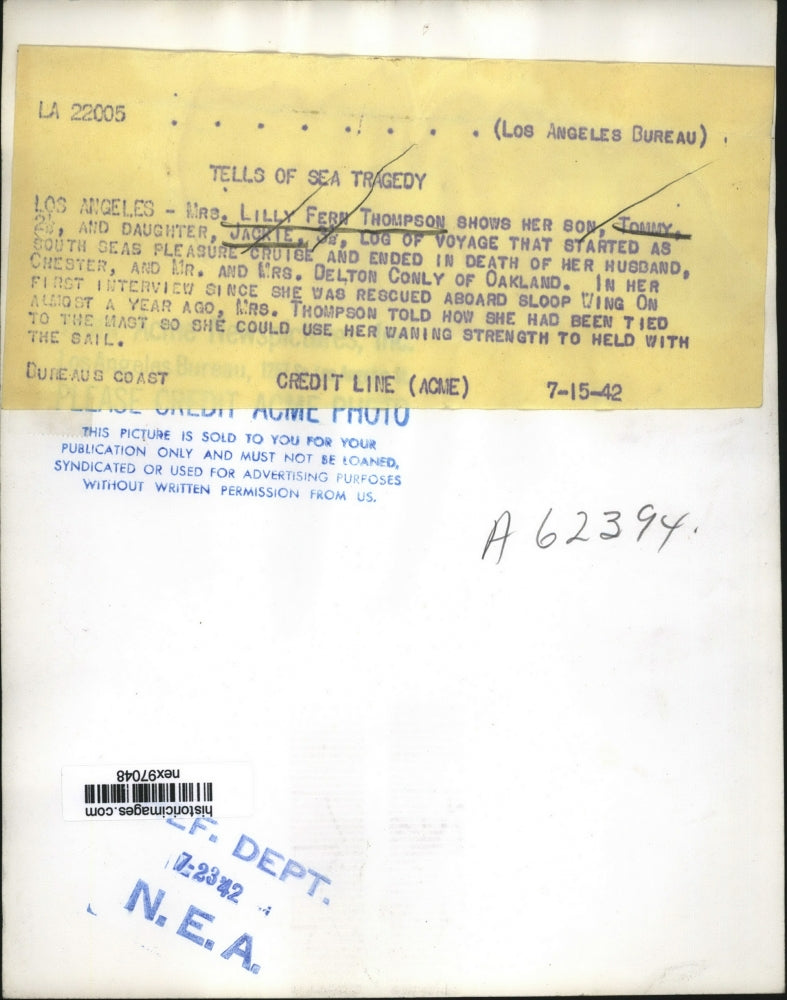 LA 22005 . . . . . . . . . (LOS ANGELES BUREAU) .
TELLS OF SEA TRAGEDY
LOS ANGELES - MRS. LILLY FERN THOMPSON SHOWS HER SON, TOMMY,
2½, AND DAUGHTER, JACKIE, 3½, LOG OF VOYAGE THAT STARTED AS
SOUTH SEAS PLEASURE CRUISE AND ENDED IN DEATH OF HER HUSBAND,
CHESTER, AND MR. AND MRS. DELTON CONLY OF OAKLAND. IN HER
FIRST INTERVIEW SINCE SHE WAS RESCUED ABOARD SLOOP WING ON
ALMOST A YEAR AGO, MRS. THOMPSON TOLD HOW SHE HAD BEEN TIED
TO THE MAST SO SHE COULD USE HER WANING STRENGTH TO HELD WITH
THE SAIL.
BUREAUS COAST CREDIT LINE (ACME) 7-15-42
PLEASE CREDIT ACME PHOTO
THIS PICTURE IS SOLD TO YOU FOR YOUR
PUBLICATION ONLY AND MUST NOT BE LOANED,
SYNDICATED OR USED FOR ADVERTISING PURPOSES
WITHOUT WRITTEN PERMISSION FROM US.
A 62394.
nex97048
historicimages.com
EF. DEPT.
7-23-42
N.E.A.